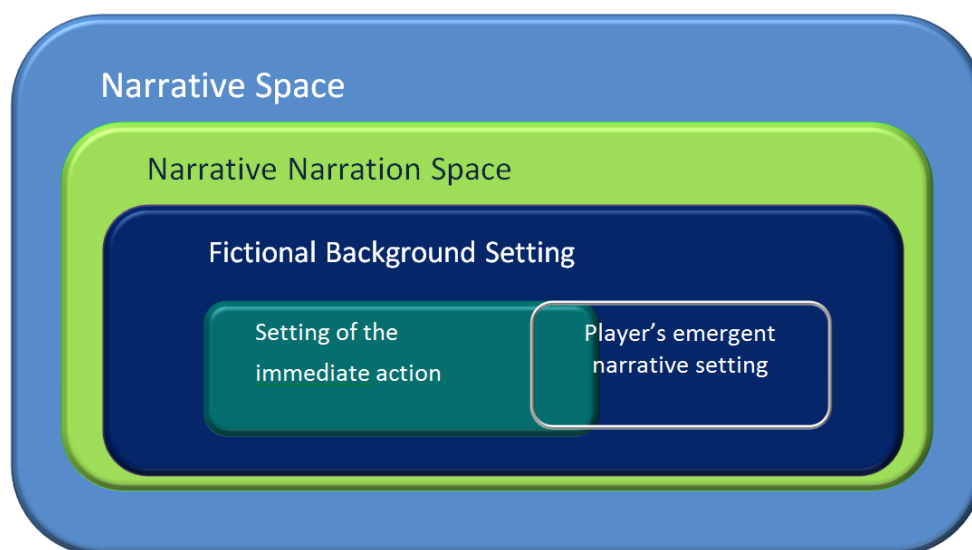 Narrative Space
Narrative Narration Space
Fictional Background Setting
Setting of the
immediate action
Player’s emergent
narrative setting